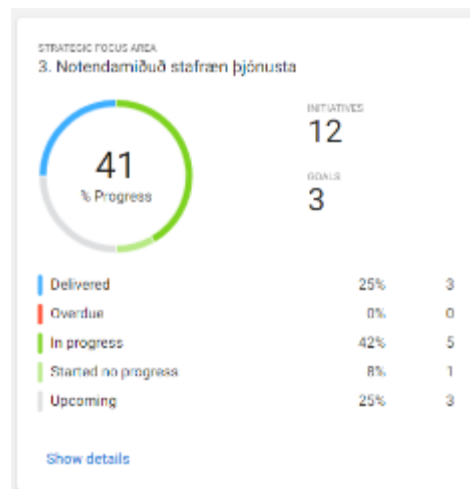 STRATEGIC FOCUS AREA
3. Notendamiðuð stafræn þjónusta
INITIATIVES
12
41
% Progress
GOALS
3
Delivered 25% 3
Overdue 0% 0
In progress 42% 5
Started no progress 8% 1
Upcoming 25% 3
Show details